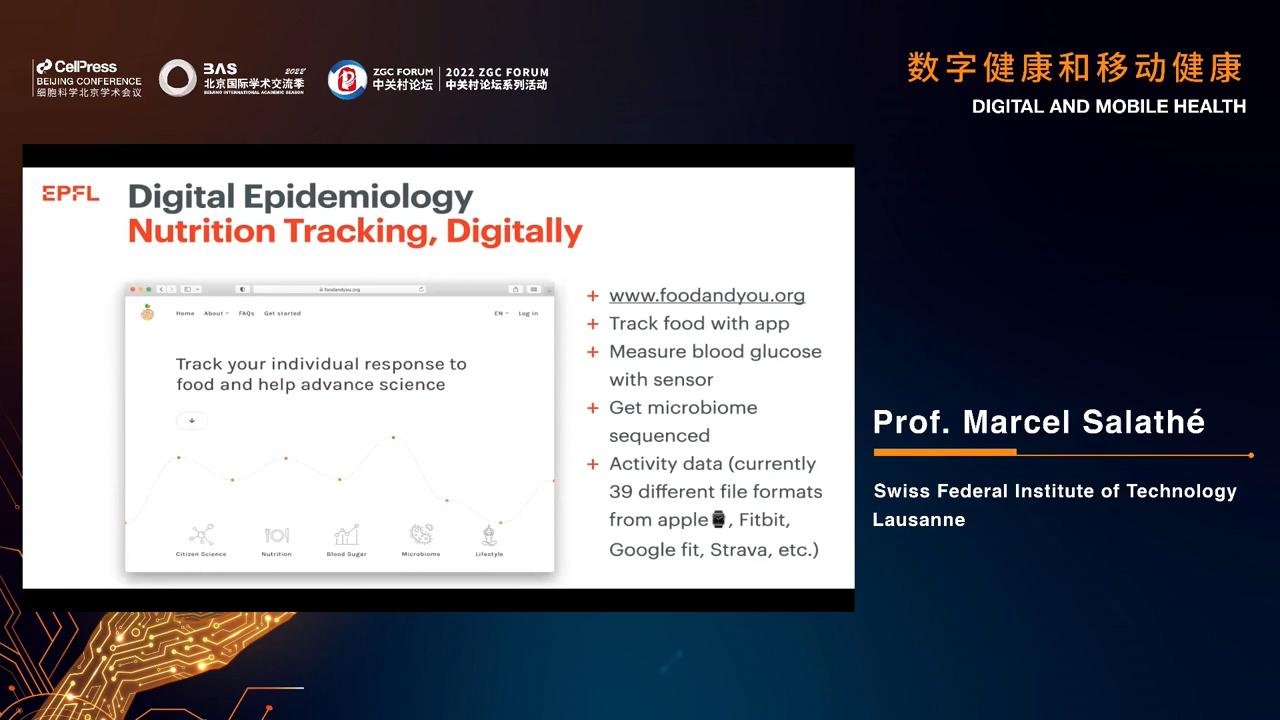 CellPress
BEIJING CONFERENCE
细胞科学北京学术会议
BAS 2022
北京国际学术交流季
BEIJING INTERNATIONAL ACADEMIC SEASON
ZGC FORUM
中关村论坛
2022 ZGC FORUM
中关村论坛系列活动
数字健康和移动健康
DIGITAL AND MOBILE HEALTH
EPFL
Digital Epidemiology
Nutrition Tracking, Digitally
foodandyou.org
Home About FAQs Get started EN Log in
Track your individual response to
food and help advance science
Citizen Science Nutrition Blood Sugar Microbiome Lifestyle
+ www.foodandyou.org
+ Track food with app
+ Measure blood glucose
with sensor
+ Get microbiome
sequenced
+ Activity data (currently
39 different file formats
from apple⌚, Fitbit,
Google fit, Strava, etc.)
Prof. Marcel Salathé
Swiss Federal Institute of Technology
Lausanne